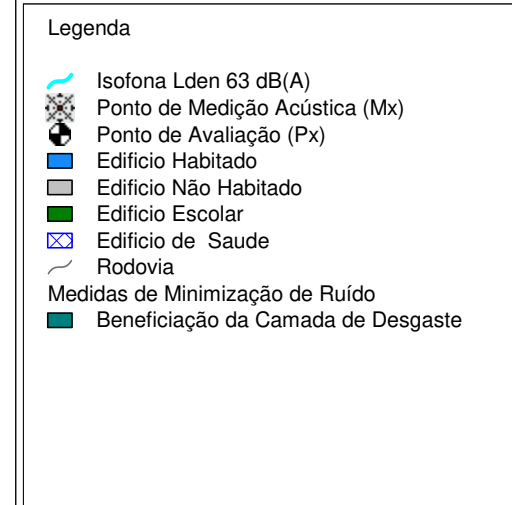 Legenda
Isofona Lden 63 dB(A)
Ponto de Medição Acústica (Mx)
Ponto de Avaliação (Px)
Edificio Habitado
Edificio Não Habitado
Edificio Escolar
Edificio de Saude
Rodovia
Medidas de Minimização de Ruído
Beneficiação da Camada de Desgaste